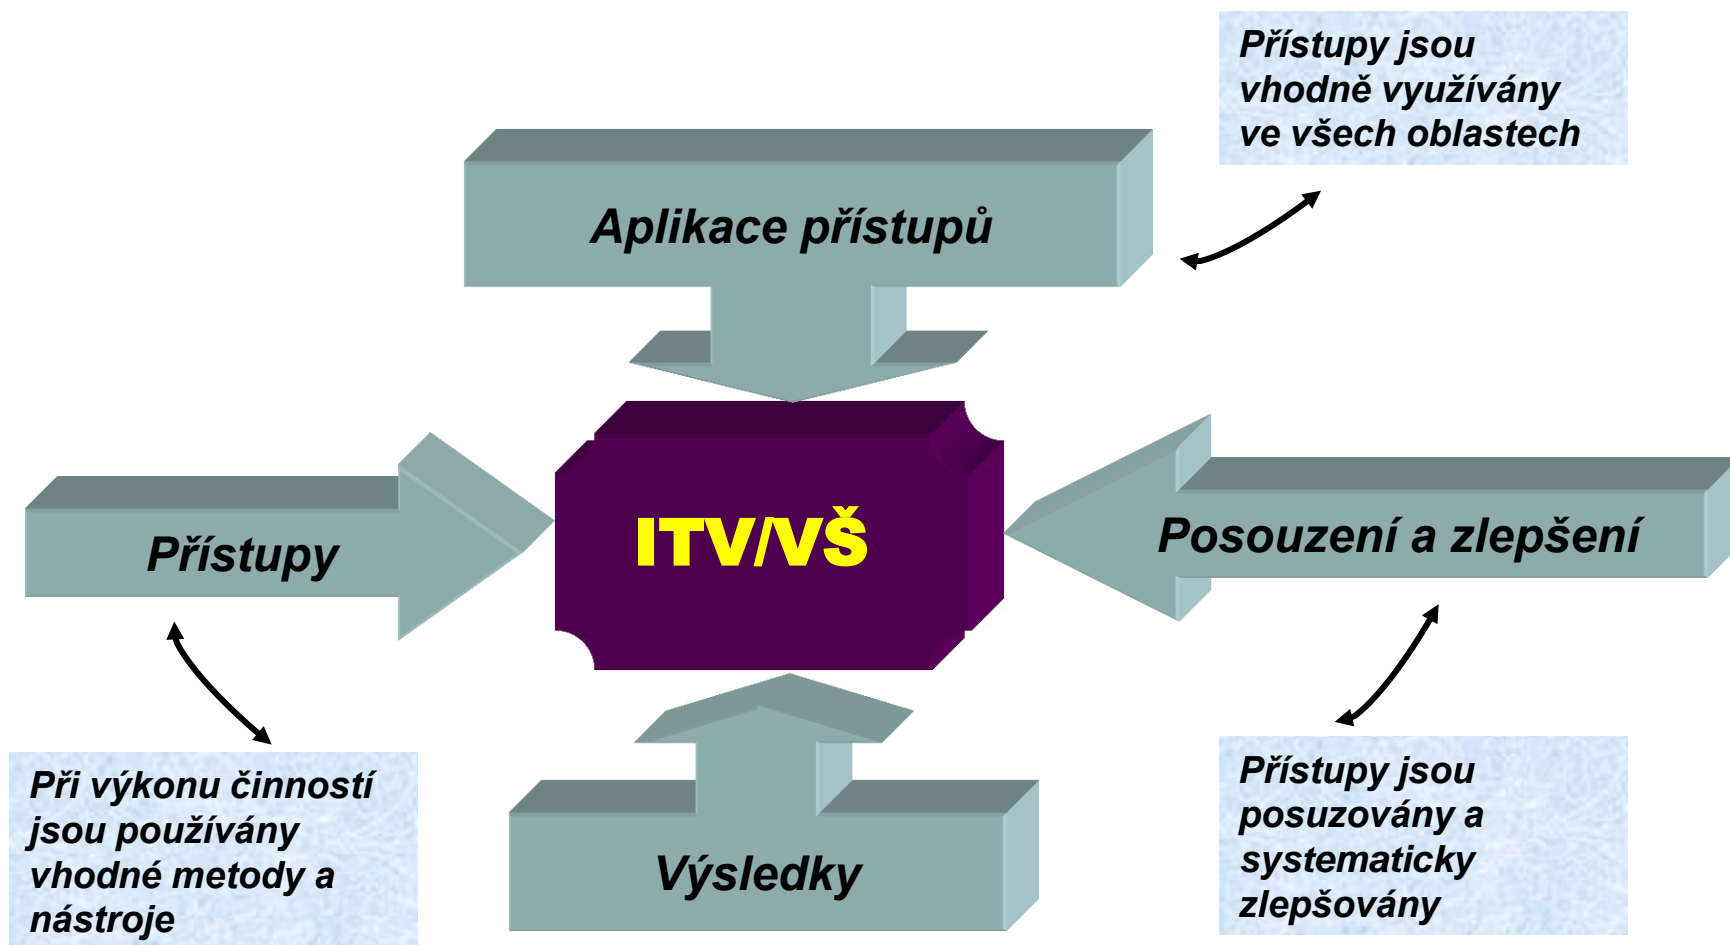 Přístupy jsou
vhodně využívány
ve všech oblastech
Aplikace přístupů
ITV/VŠ
Přístupy
Posouzení a zlepšení
Při výkonu činností
jsou používány
vhodné metody a
nástroje
Výsledky
Přístupy jsou
posuzovány a
systematicky
zlepšovány